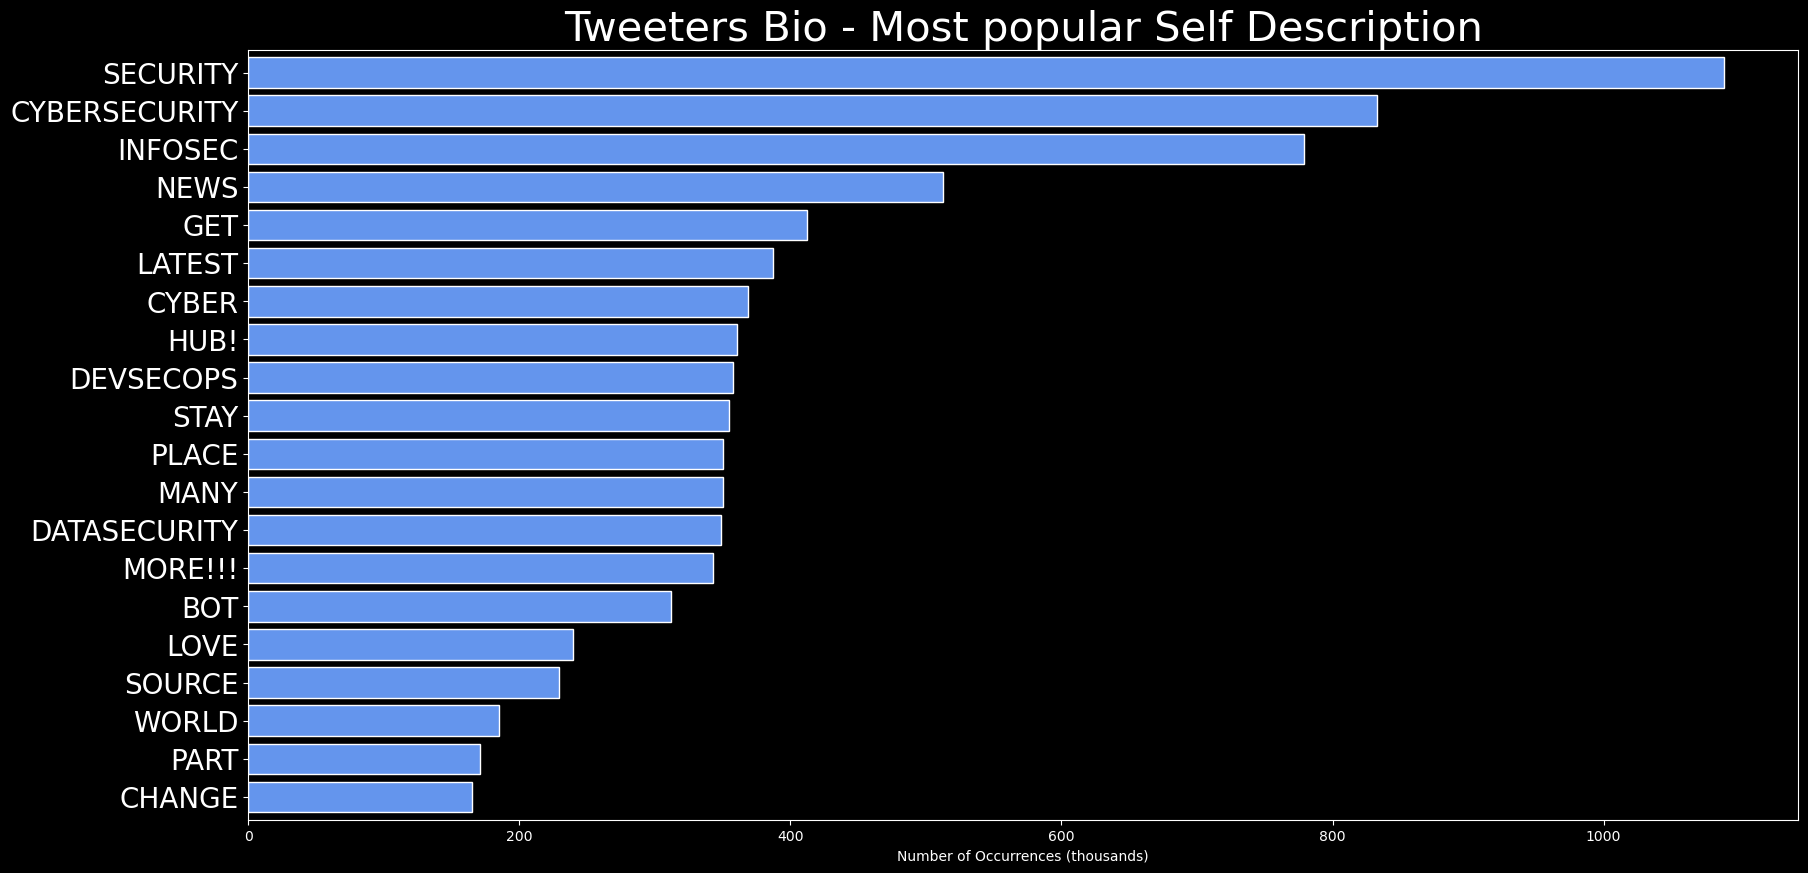 Tweeters Bio - Most popular Self Description
SECURITY
CYBERSECURITY
INFOSEC
NEWS
GET
LATEST
CYBER
HUB!
DEVSECOPS
STAY
PLACE
MANY
DATASECURITY
MORE!!!
BOT
LOVE
SOURCE
WORLD
PART
CHANGE
0 200 400 600 800 1000
Number of Occurrences (thousands)